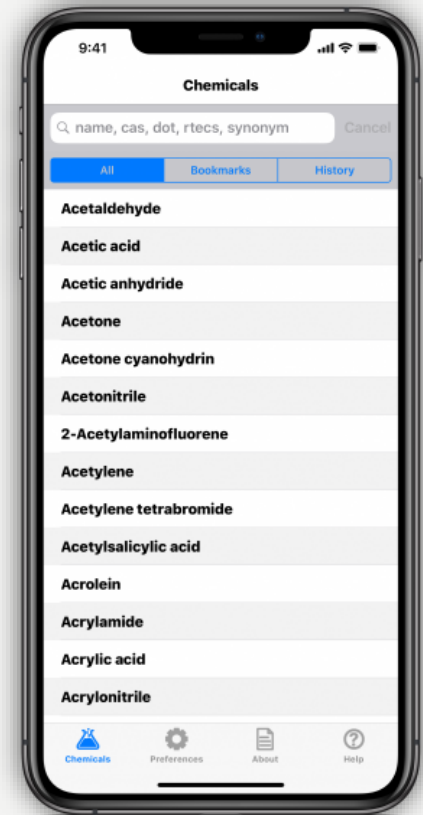 9:41
Chemicals
name, cas, dot, rtecs, synonym Cancel
All Bookmarks History
Acetaldehyde
Acetic acid
Acetic anhydride
Acetone
Acetone cyanohydrin
Acetonitrile
2-Acetylaminofluorene
Acetylene
Acetylene tetrabromide
Acetylsalicylic acid
Acrolein
Acrylamide
Acrylic acid
Acrylonitrile
Chemicals Preferences About Help